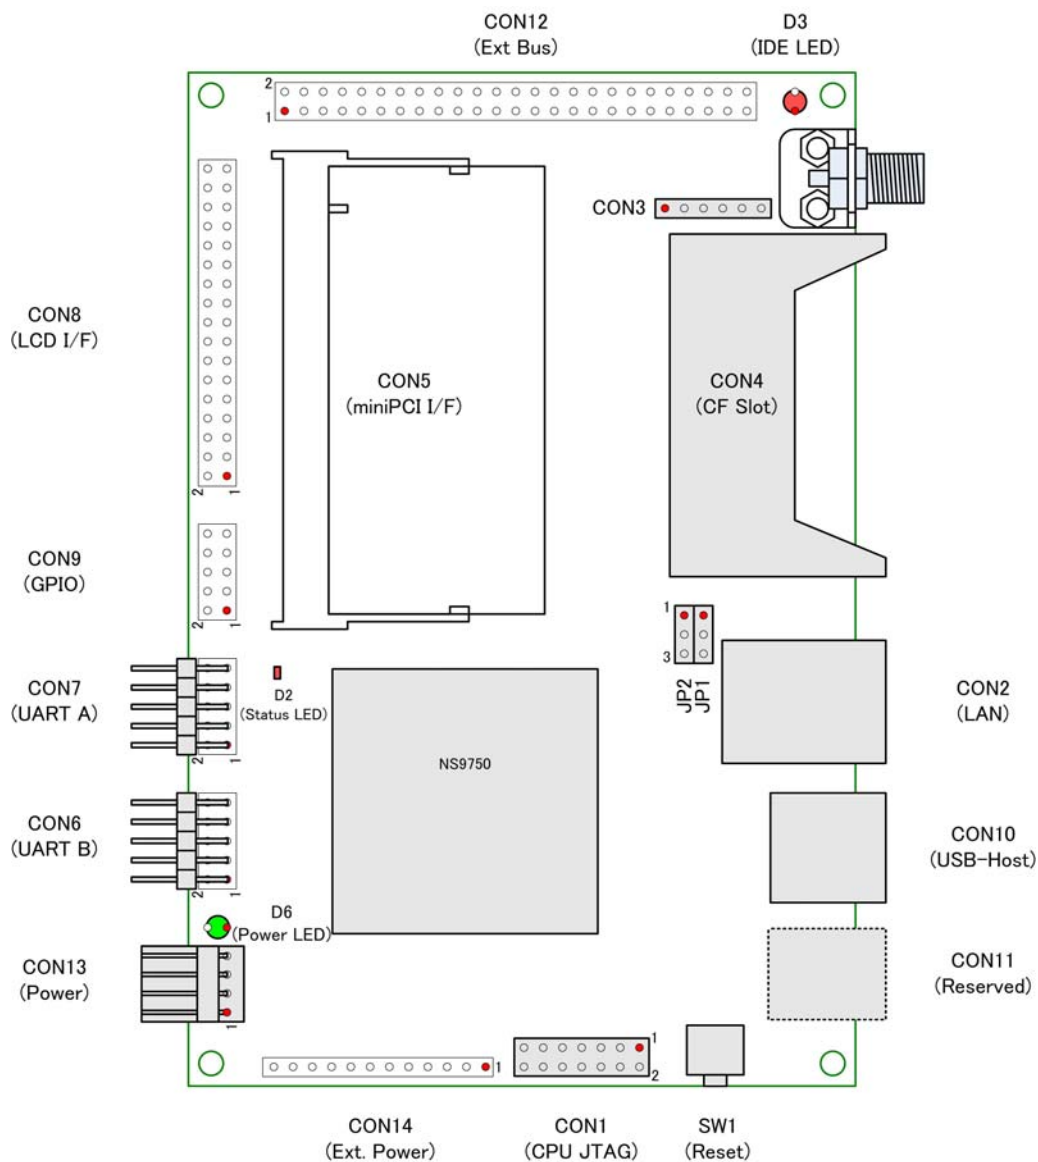 CON12
(Ext Bus)
D3
(IDE LED)
2
1
CON3
CON8
(LCD I/F)
CON5
(miniPCI I/F)
CON4
(CF Slot)
2
1
CON9
(GPIO)
2
1
1
3
JP2
JP1
CON7
(UART A)
D2
(Status LED)
2
1
CON2
(LAN)
NS9750
CON6
(UART B)
2
1
CON10
(USB-Host)
D6
(Power LED)
CON13
(Power)
1
CON11
(Reserved)
1
1
2
CON14
(Ext. Power)
CON1
(CPU JTAG)
SW1
(Reset)